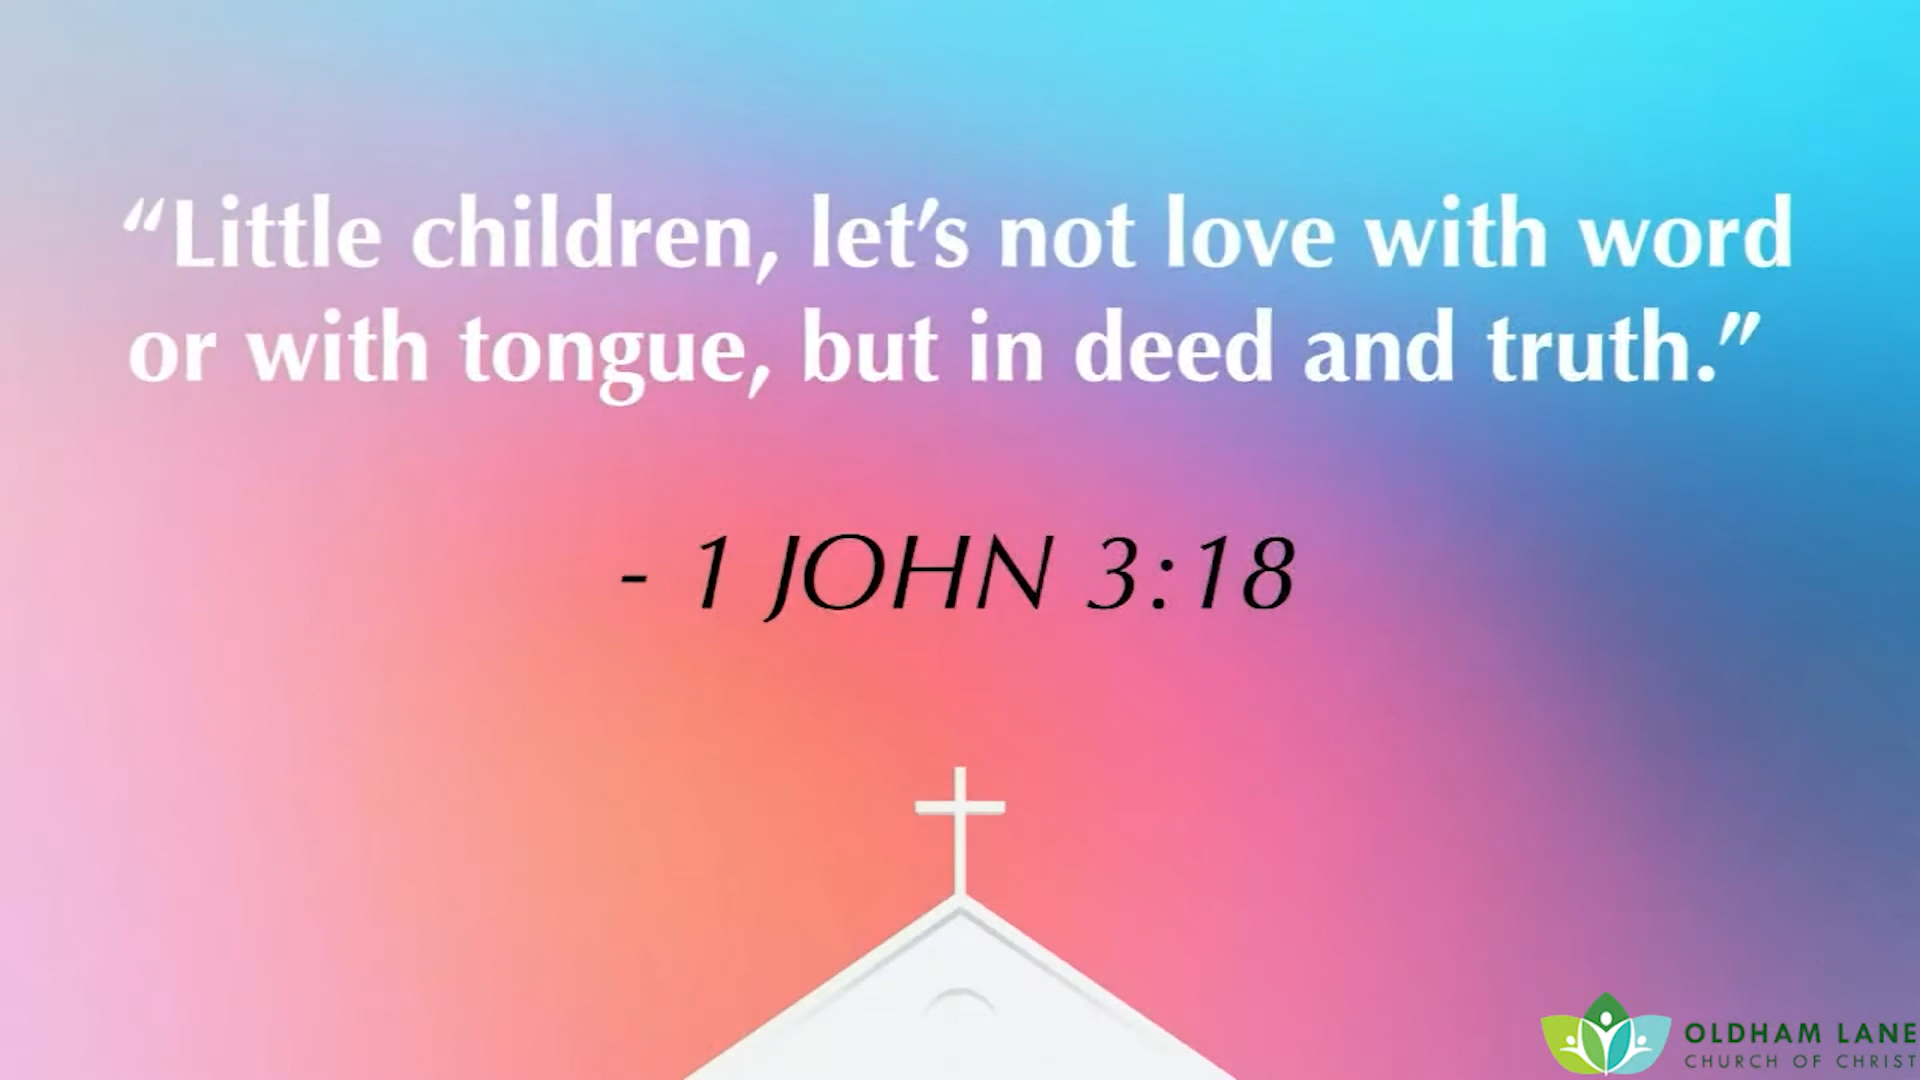 “Little children, let’s not love with word
or with tongue, but in deed and truth.”
- 1 JOHN 3:18
OLDHAM LANE
CHURCH OF CHRIST